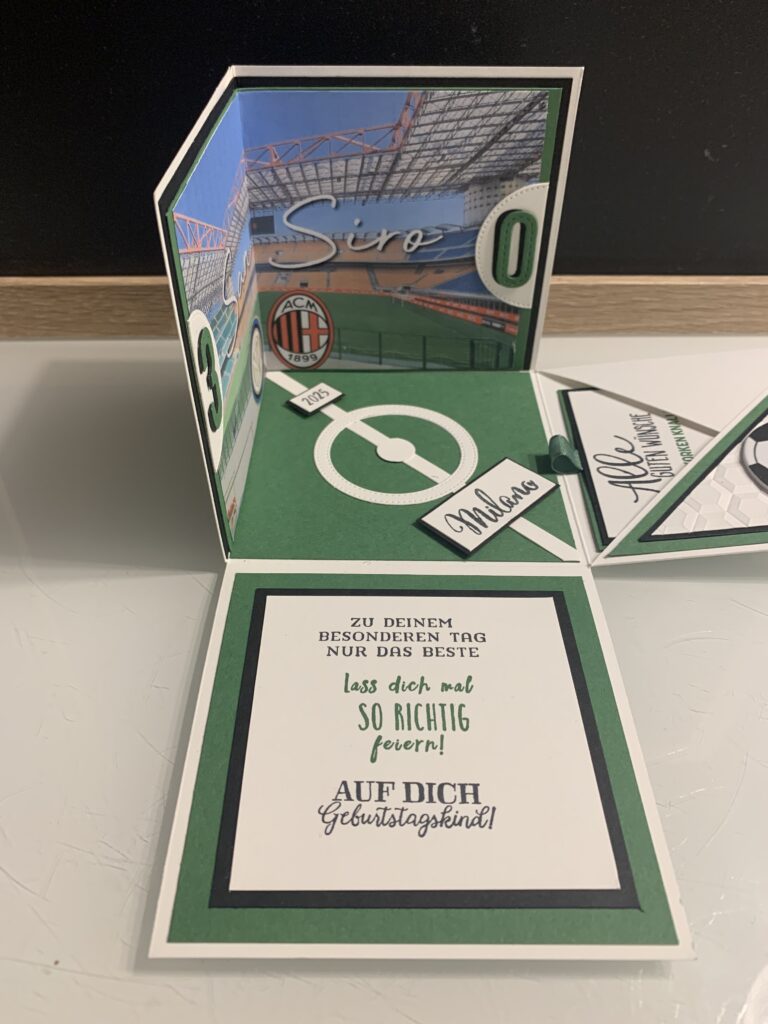 Siro
0
ACM
1899
3
2025
Milano
Alle
GUTEN WÜNSCHE
ZU DEINEM
BESONDEREN TAG
NUR DAS BESTE
lass dich mal
SO RICHTIG
feiern!
AUF DICH
Geburtstagskind!